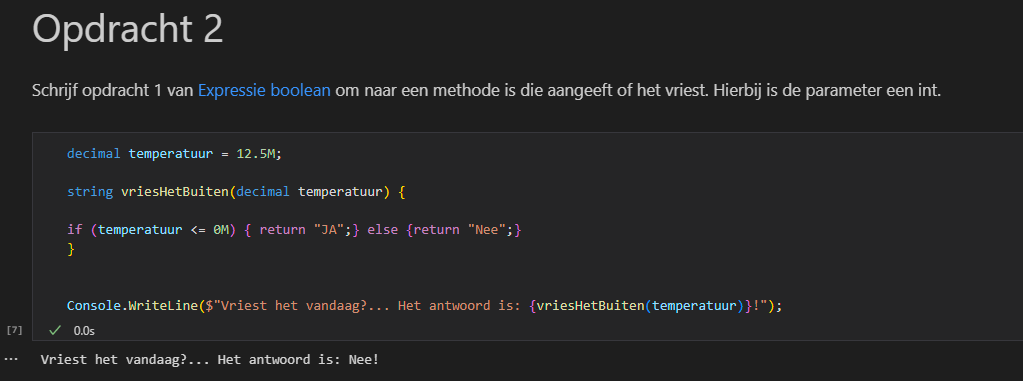 Opdracht 2
Schrijf opdracht 1 van Expressie boolean om naar een methode is die aangeeft of het vriest. Hierbij is de parameter een int.
decimal temperatuur = 12.5M;
string vriesHetBuiten(decimal temperatuur) {
if (temperatuur <= 0M) { return "JA";} else {return "Nee";}
}
Console.WriteLine($"Vriest het vandaag?... Het antwoord is: {vriesHetBuiten(temperatuur)}!");
[7] ✓ 0.0s
... Vriest het vandaag?... Het antwoord is: Nee!